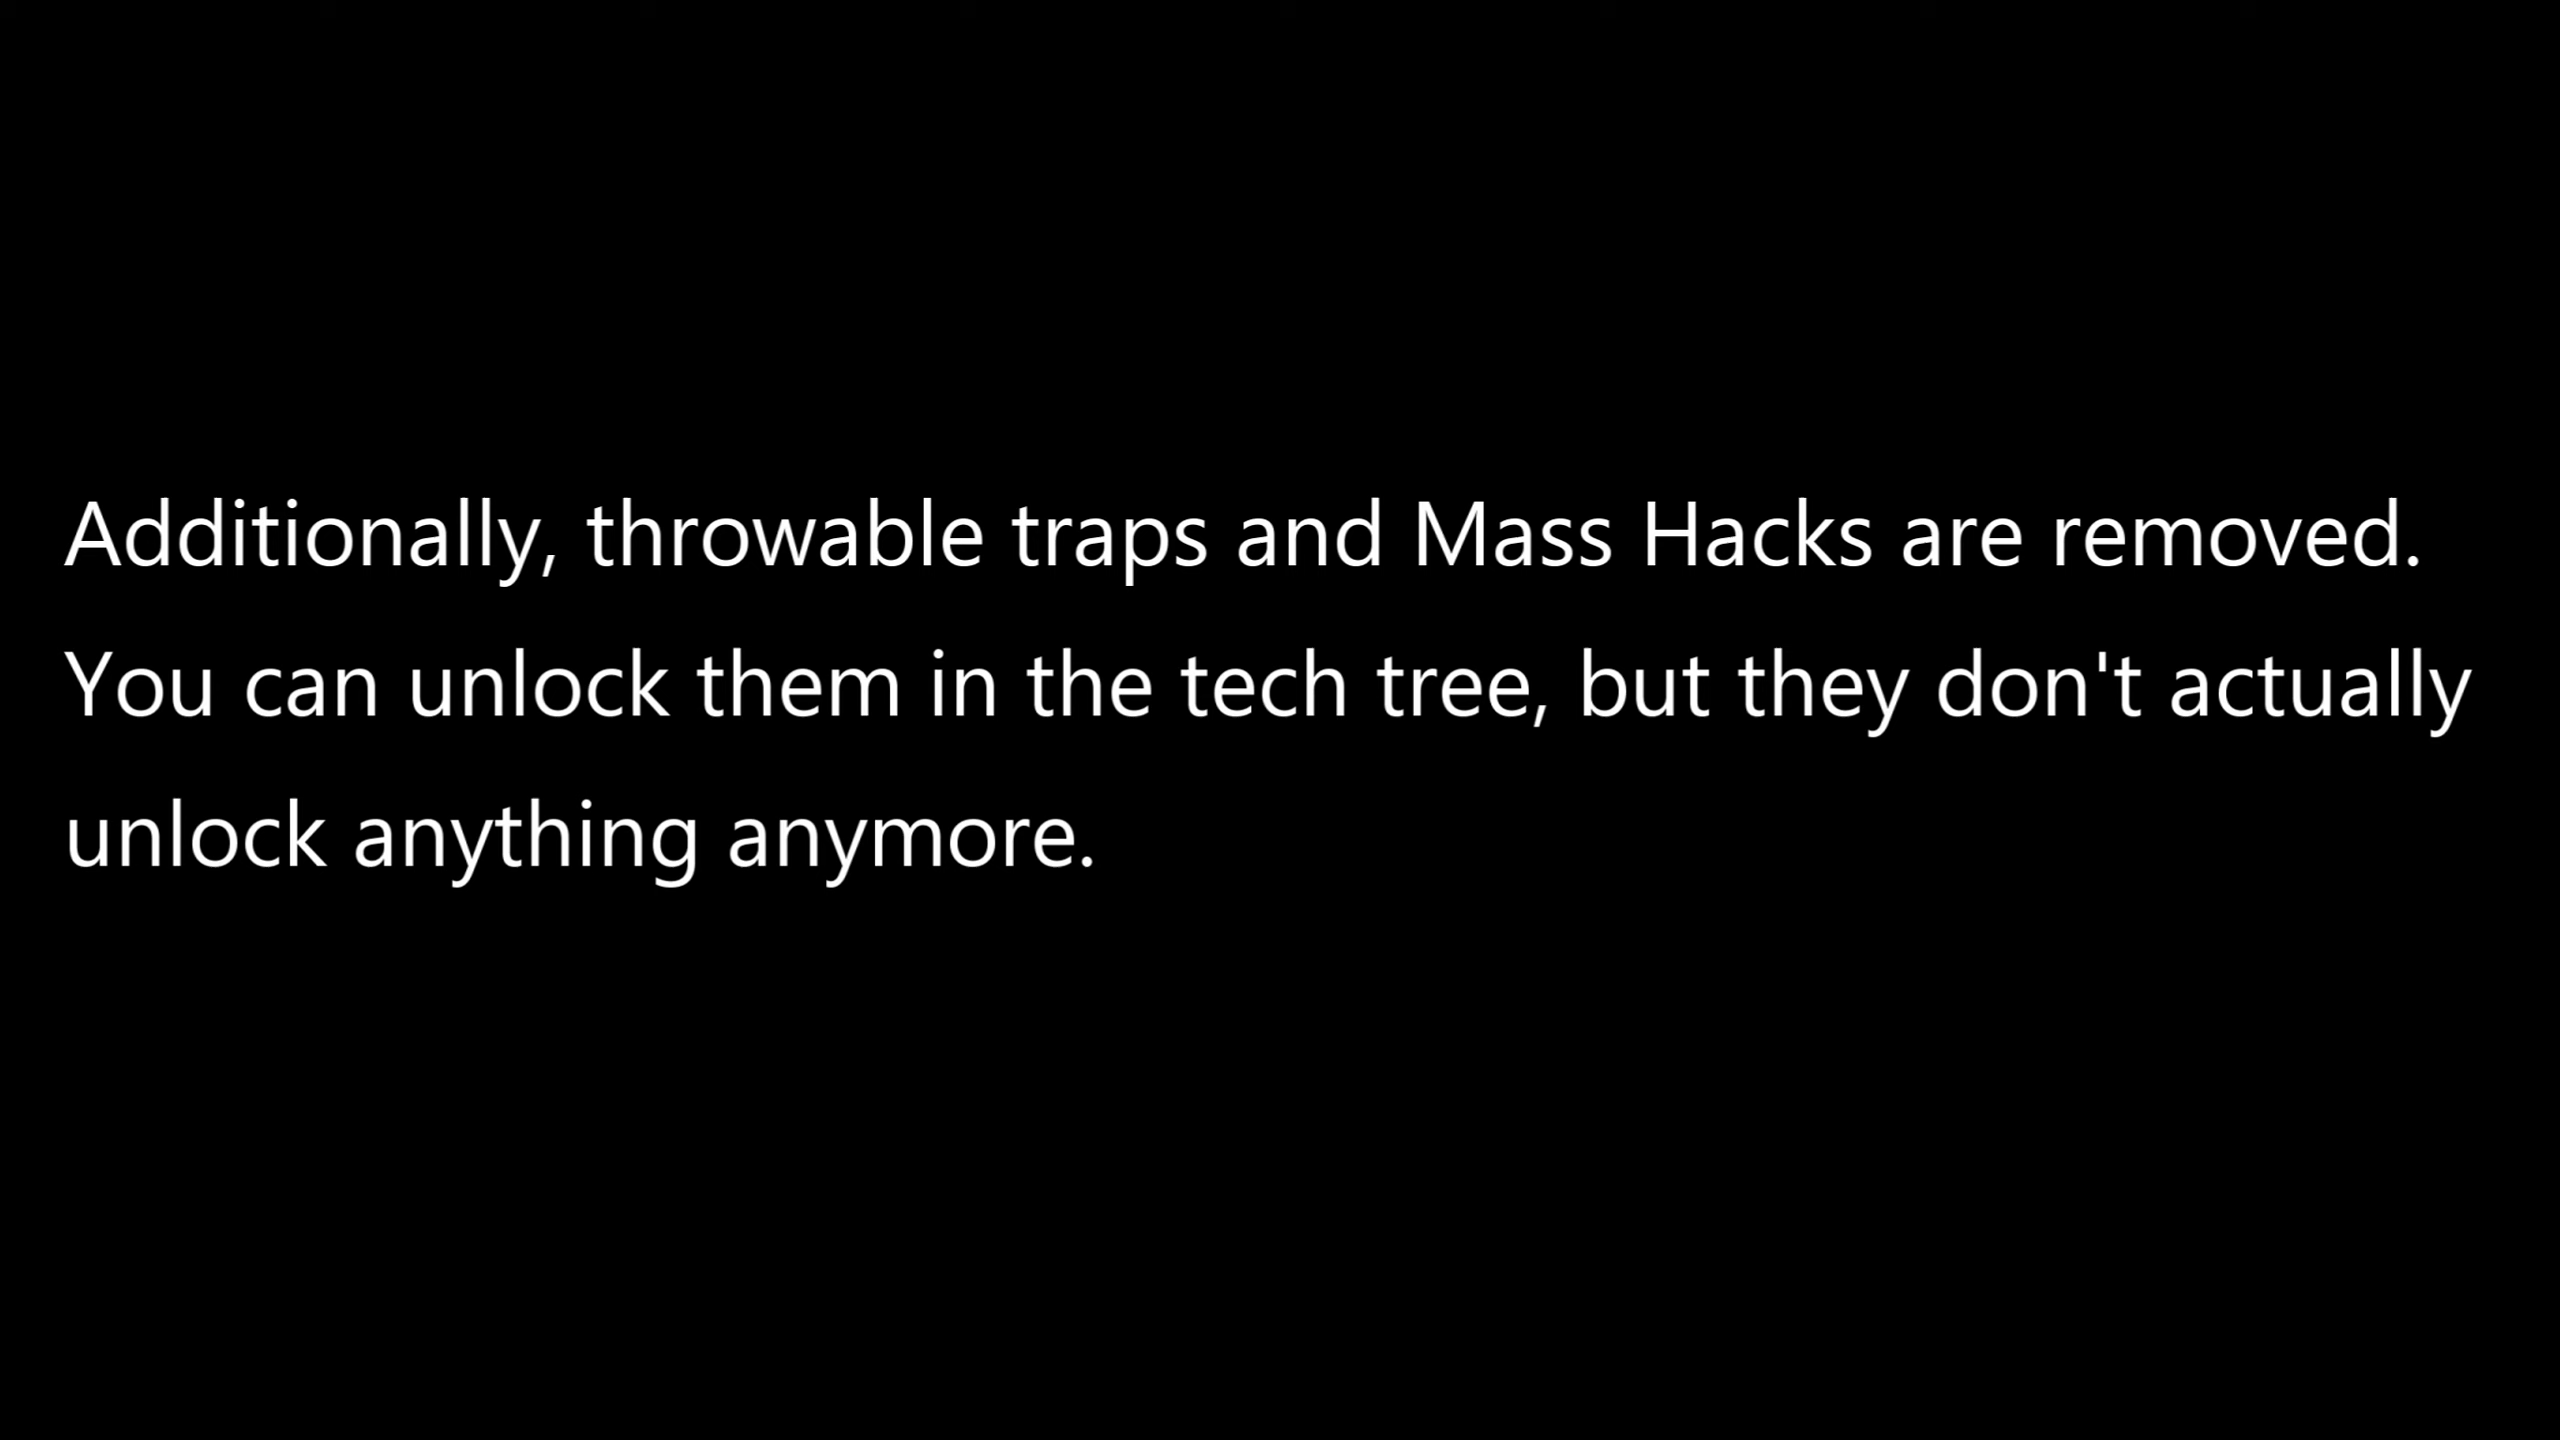 Additionally, throwable traps and Mass Hacks are removed.
You can unlock them in the tech tree, but they don't actually
unlock anything anymore.